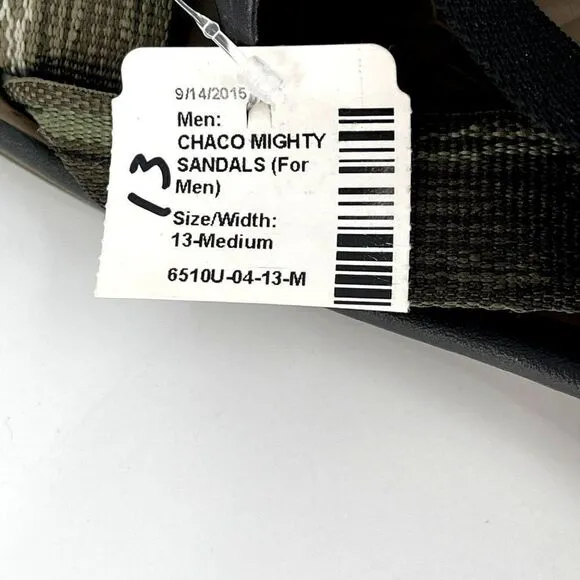 9/14/2015
Men:
CHACO MIGHTY
SANDALS (For
Men)
13
Size/Width:
13-Medium
6510U-04-13-M